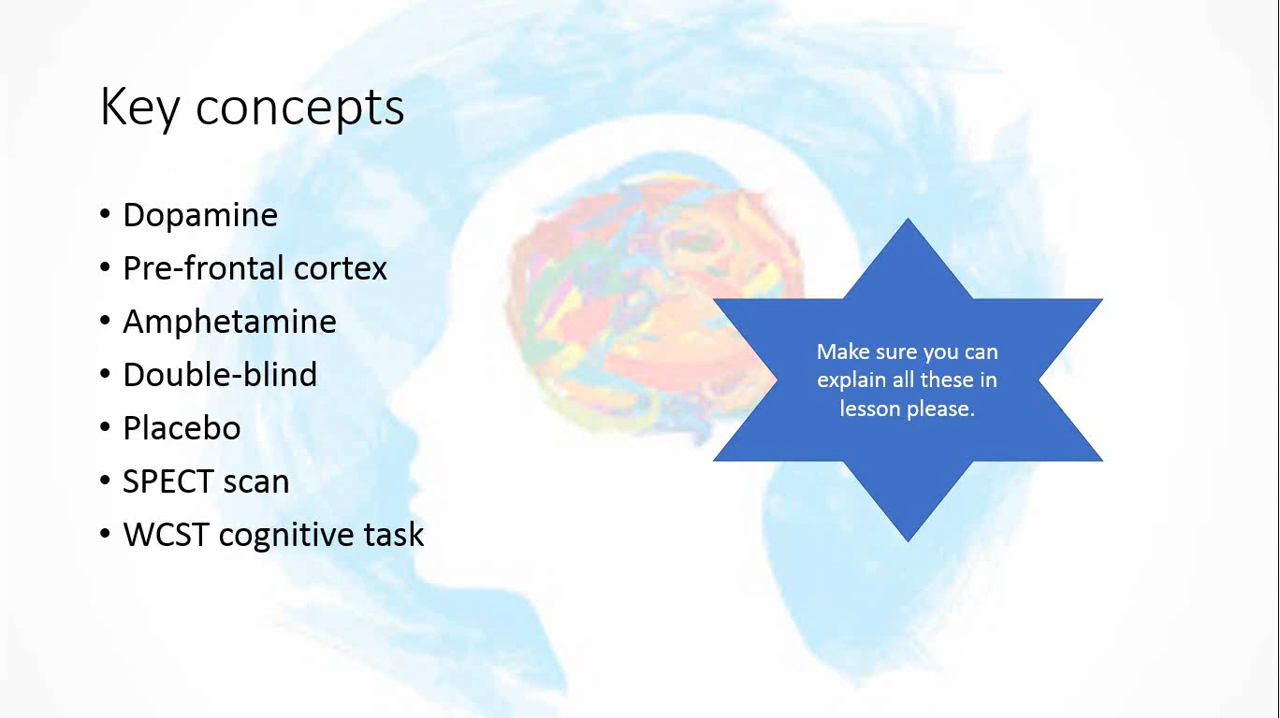 Key concepts
• Dopamine
• Pre-frontal cortex
• Amphetamine
• Double-blind
• Placebo
• SPECT scan
• WCST cognitive task
Make sure you can
explain all these in
lesson please.